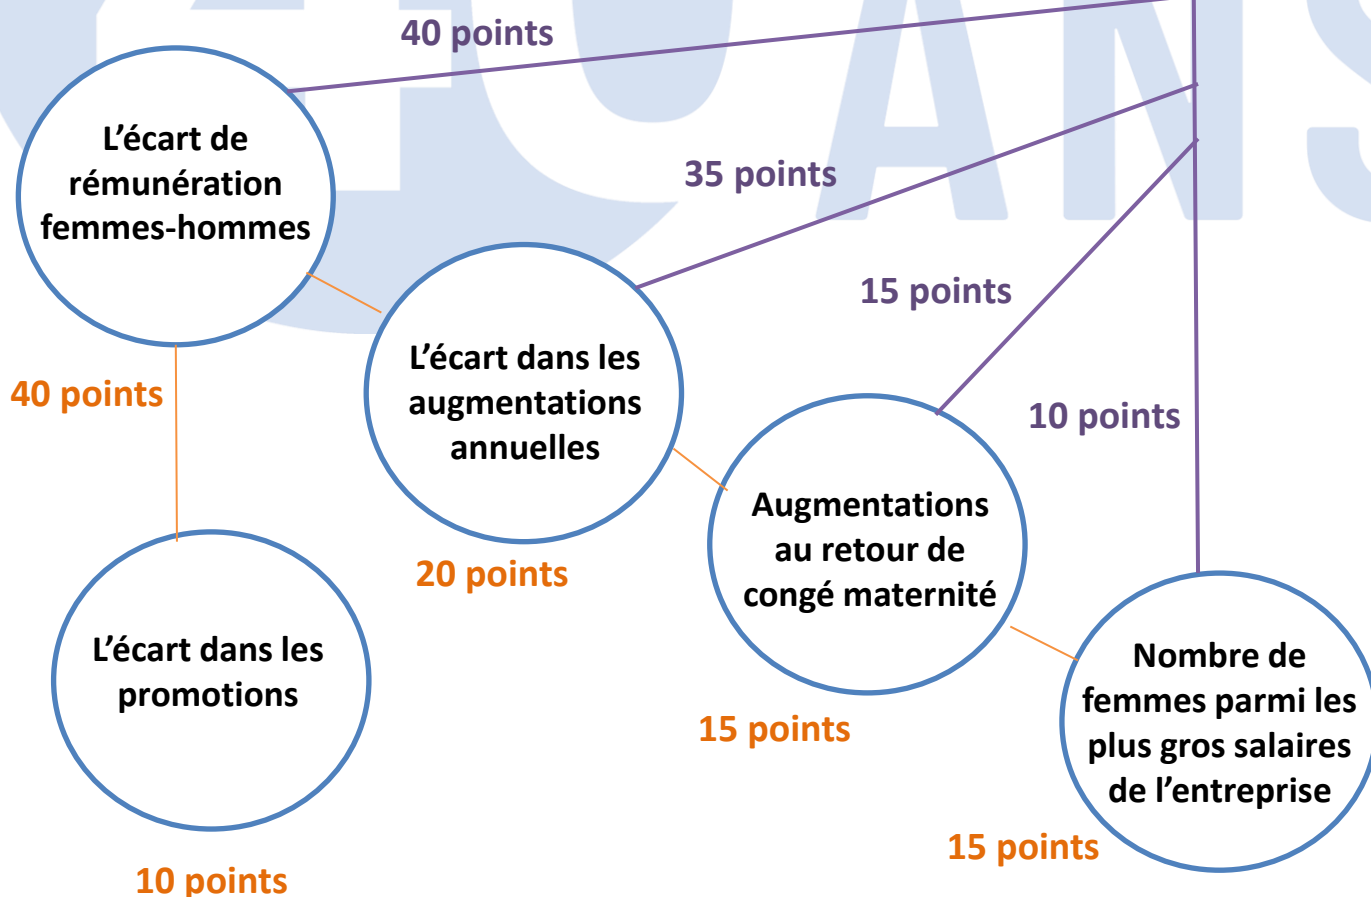 40 ANS
40 points
L’écart de
rémunération
femmes-hommes
35 points
15 points
L’écart dans les
augmentations
annuelles
40 points
10 points
Augmentations
au retour de
congé maternité
20 points
L’écart dans les
promotions
Nombre de
femmes parmi les
plus gros salaires
de l’entreprise
15 points
15 points
10 points